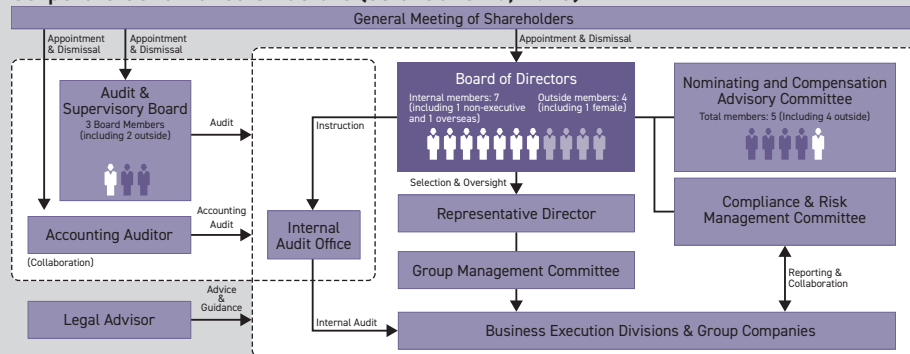 General Meeting of Shareholders
Appointment
& Dismissal
Appointment
& Dismissal
Appointment & Dismissal
Audit &
Supervisory Board
3 Board Members
(including 2 outside)
Audit
Instruction
Board of Directors
Internal members: 7
(including 1 non-executive
and 1 overseas)
Outside members: 4
(including 1 female)
Nominating and Compensation
Advisory Committee
Total members: 5 (Including 4 outside)
Selection & Oversight
Accounting Auditor
(Collaboration)
Accounting
Audit
Internal
Audit Office
Representative Director
Compliance & Risk
Management Committee
Group Management Committee
Reporting &
Collaboration
Legal Advisor
Advice
&
Guidance
Internal Audit
Business Execution Divisions & Group Companies